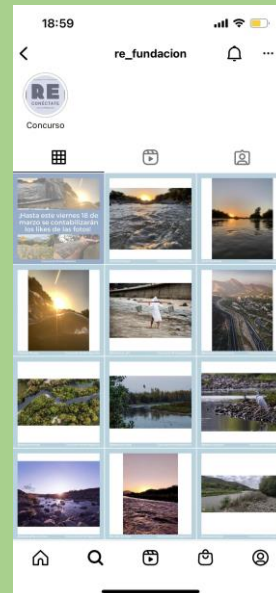 18:59
re_fundacion
RE
CONÉCTATE
Concurso
¡Hasta este viernes 18 de
marzo se contabilizarán
los likes de las fotos!